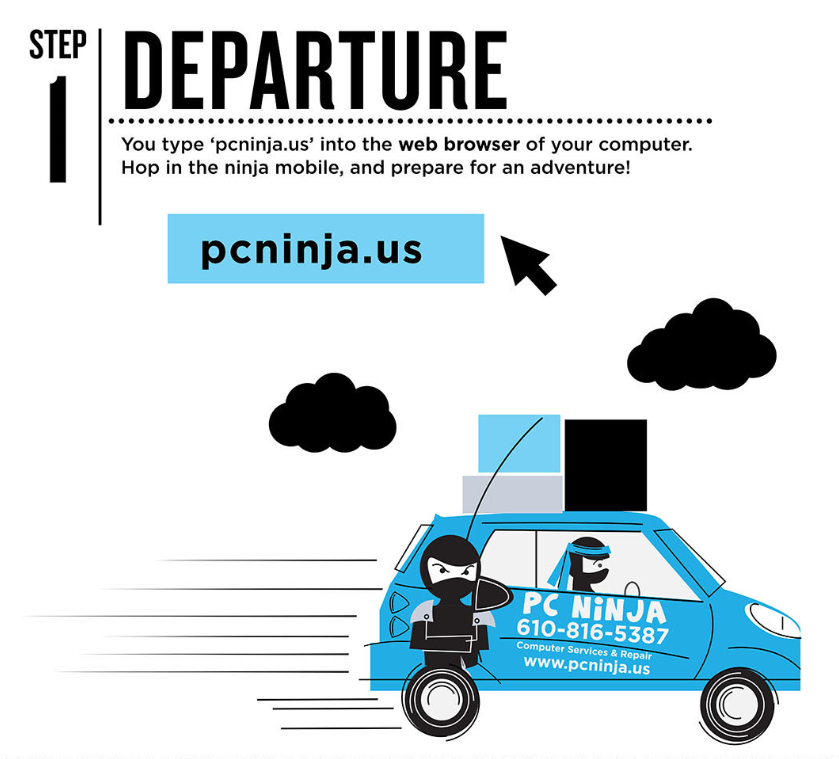 STEP
1
DEPARTURE
You type ‘pcninja.us’ into the web browser of your computer.
Hop in the ninja mobile, and prepare for an adventure!
pcninja.us
PC NiNJA
610-816-5387
Computer Services & Repair
www.pcninja.us